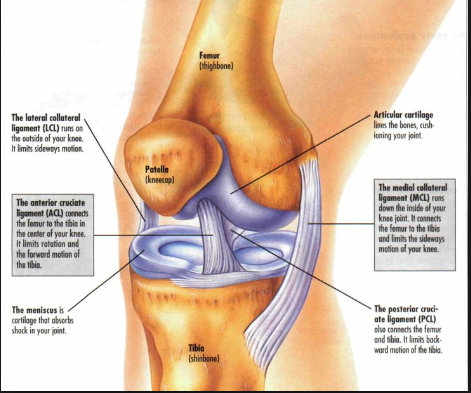 Femur
(thighbone)
The lateral collateral
ligament (LCL) runs on
the outside of your knee.
It limits sideways motion.
Articular cartilage
lines the bones, cush-
ioning your joint.
Patella
(kneecap)
The anterior cruciate
ligament (ACL) connects
the femur to the tibia in
the center of your knee.
It limits rotation and
the forward motion of
the tibia.
The medial collateral
ligament (MCL) runs
down the inside of your
knee joint. It connects
the femur to the tibia
and limits the sideways
motion of your knee.
The meniscus is
cartilage that absorbs
shock in your joint.
The posterior cruci-
ate ligament (PCL)
also connects the femur
and tibia. It limits back-
ward motion of the tibia.
Tibia
(shinbone)